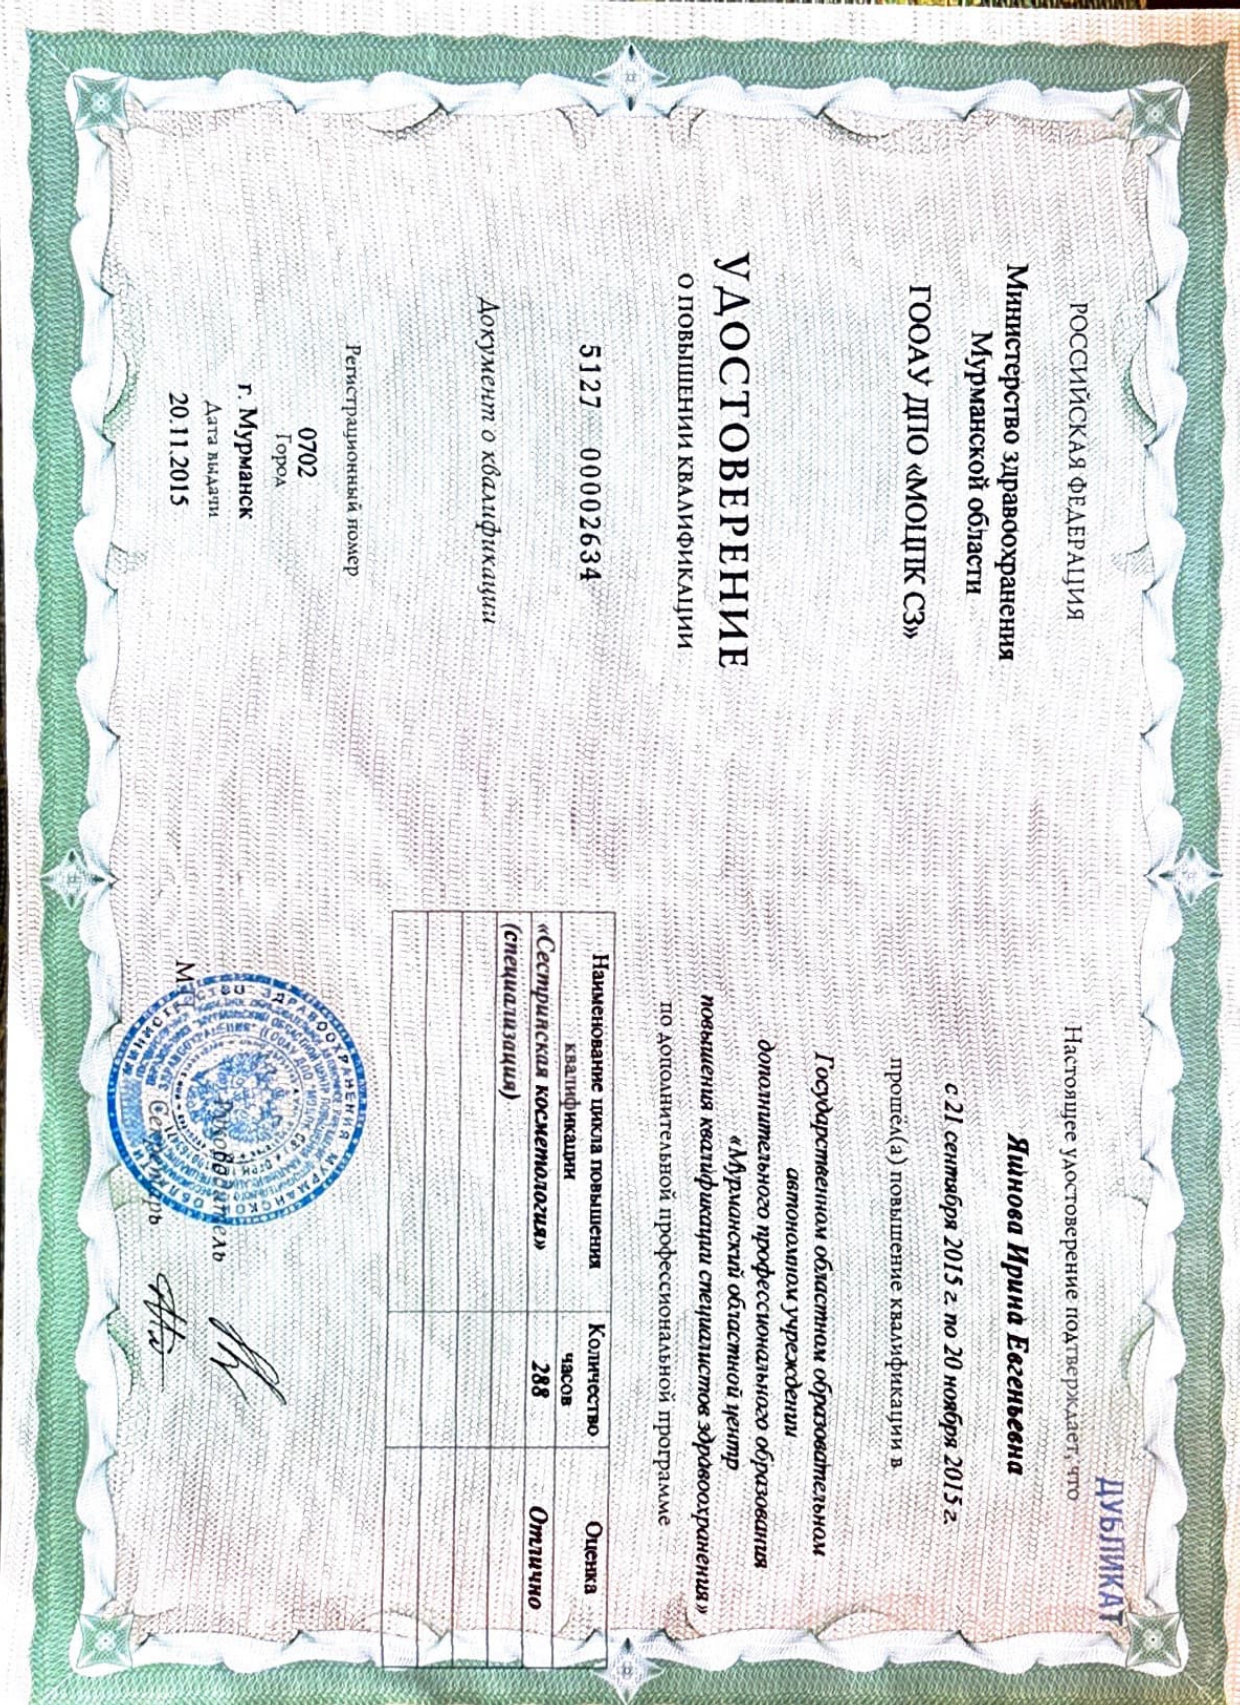 РОССИЙСКАЯ ФЕДЕРАЦИЯ
Министерство здравоохранения
Мурманской области
ГООАУ ДПО «МОЦПК СЗ»
УДОСТОВЕРЕНИЕ
О ПОВЫШЕНИИ КВАЛИФИКАЦИИ
5127 00002634
Документ о квалификации
Регистрационный номер
0702
Город
г. Мурманск
Дата выдачи
20.11.2015
ДУБЛИКАТ
Настоящее удостоверение подтверждает, что
Яшнова Ирина Евгеньевна
с 21 сентября 2015 г. по 20 ноября 2015 г.
прошёл(а) повышение квалификации в
Государственном областном образовательном
автономном учреждении
дополнительного профессионального образования
«Мурманский областной центр
повышения квалификации специалистов здравоохранения»
по дополнительной профессиональной программе
Наименование цикла повышения квалификации Количество часов Оценка
«Сестринская косметология» 288 Отлично
(специализация)
Руководитель
М.П.
Секретарь